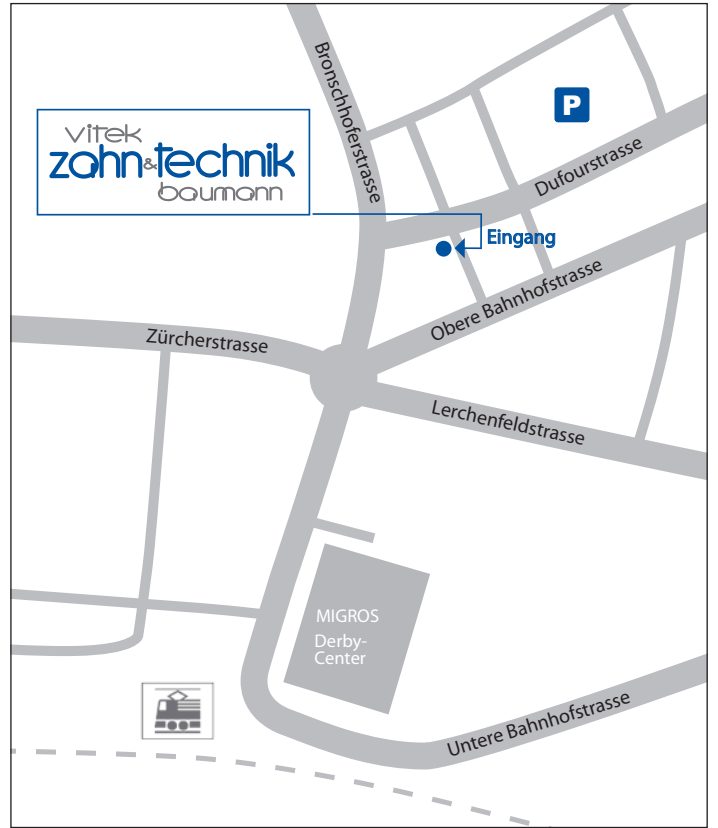 Bronschhoferstrasse
P
vitek
zahn&technik
baumann
Dufourstrasse
Eingang
Obere Bahnhofstrasse
Zürcherstrasse
Lerchenfeldstrasse
MIGROS
Derby-
Center
Untere Bahnhofstrasse